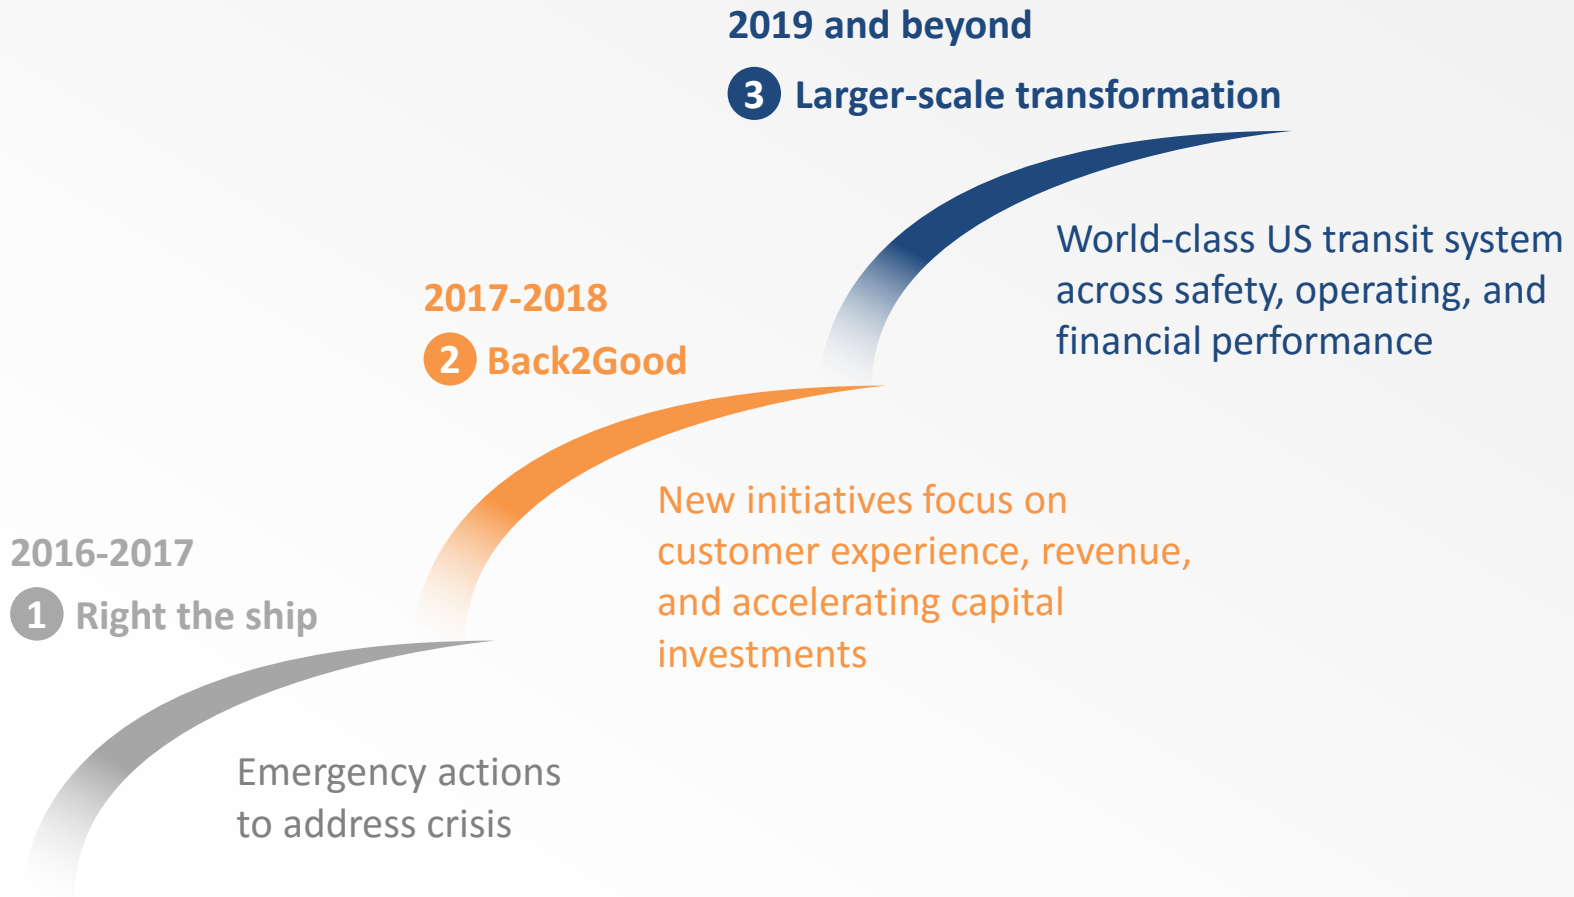 2019 and beyond
3 Larger-scale transformation
World-class US transit system
across safety, operating, and
financial performance
2017-2018
2 Back2Good
New initiatives focus on
customer experience, revenue,
and accelerating capital
investments
2016-2017
1 Right the ship
Emergency actions
to address crisis